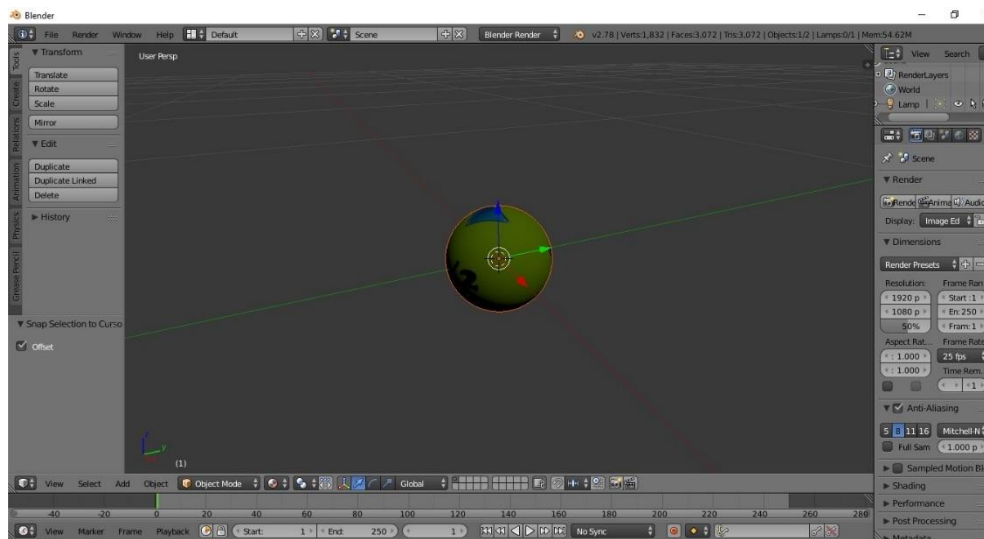 Blender
File Render Window Help Default Scene Blender Render v2.78 | Verts:1,832 | Faces:3,072 | Tris:3,072 | Objects:1/2 | Lamps:0/1 | Mem:54.62M
Tools
Create
Relations
Animation
Physics
Grease Pencil
Transform
Translate
Rotate
Scale
Mirror
Edit
Duplicate
Duplicate Linked
Delete
History
Snap Selection to Curso
Offset
User Persp
12
z
y
(1)
View Search
RenderLayers
World
Lamp
Scene
Render
Rende Anima Audio
Display: Image Ed
Dimensions
Render Presets
Resolution: Frame Ran
1920 p Start :1
1080 p En: 250
50% Fram: 1
Aspect Rat... Frame Rate
: 1.000 25 fps
: 1.000 Time Rem.
1
Anti-Aliasing
5 8 11 16 Mitchell-N
Full Sam 1.000 p
Sampled Motion Bl
Shading
Performance
Post Processing
Metadata
View Select Add Object Object Mode Global
-40 -20 0 20 40 60 80 100 120 140 160 180 200 220 240 260 280
View Marker Frame Playback Start: 1 End: 250 1 No Sync